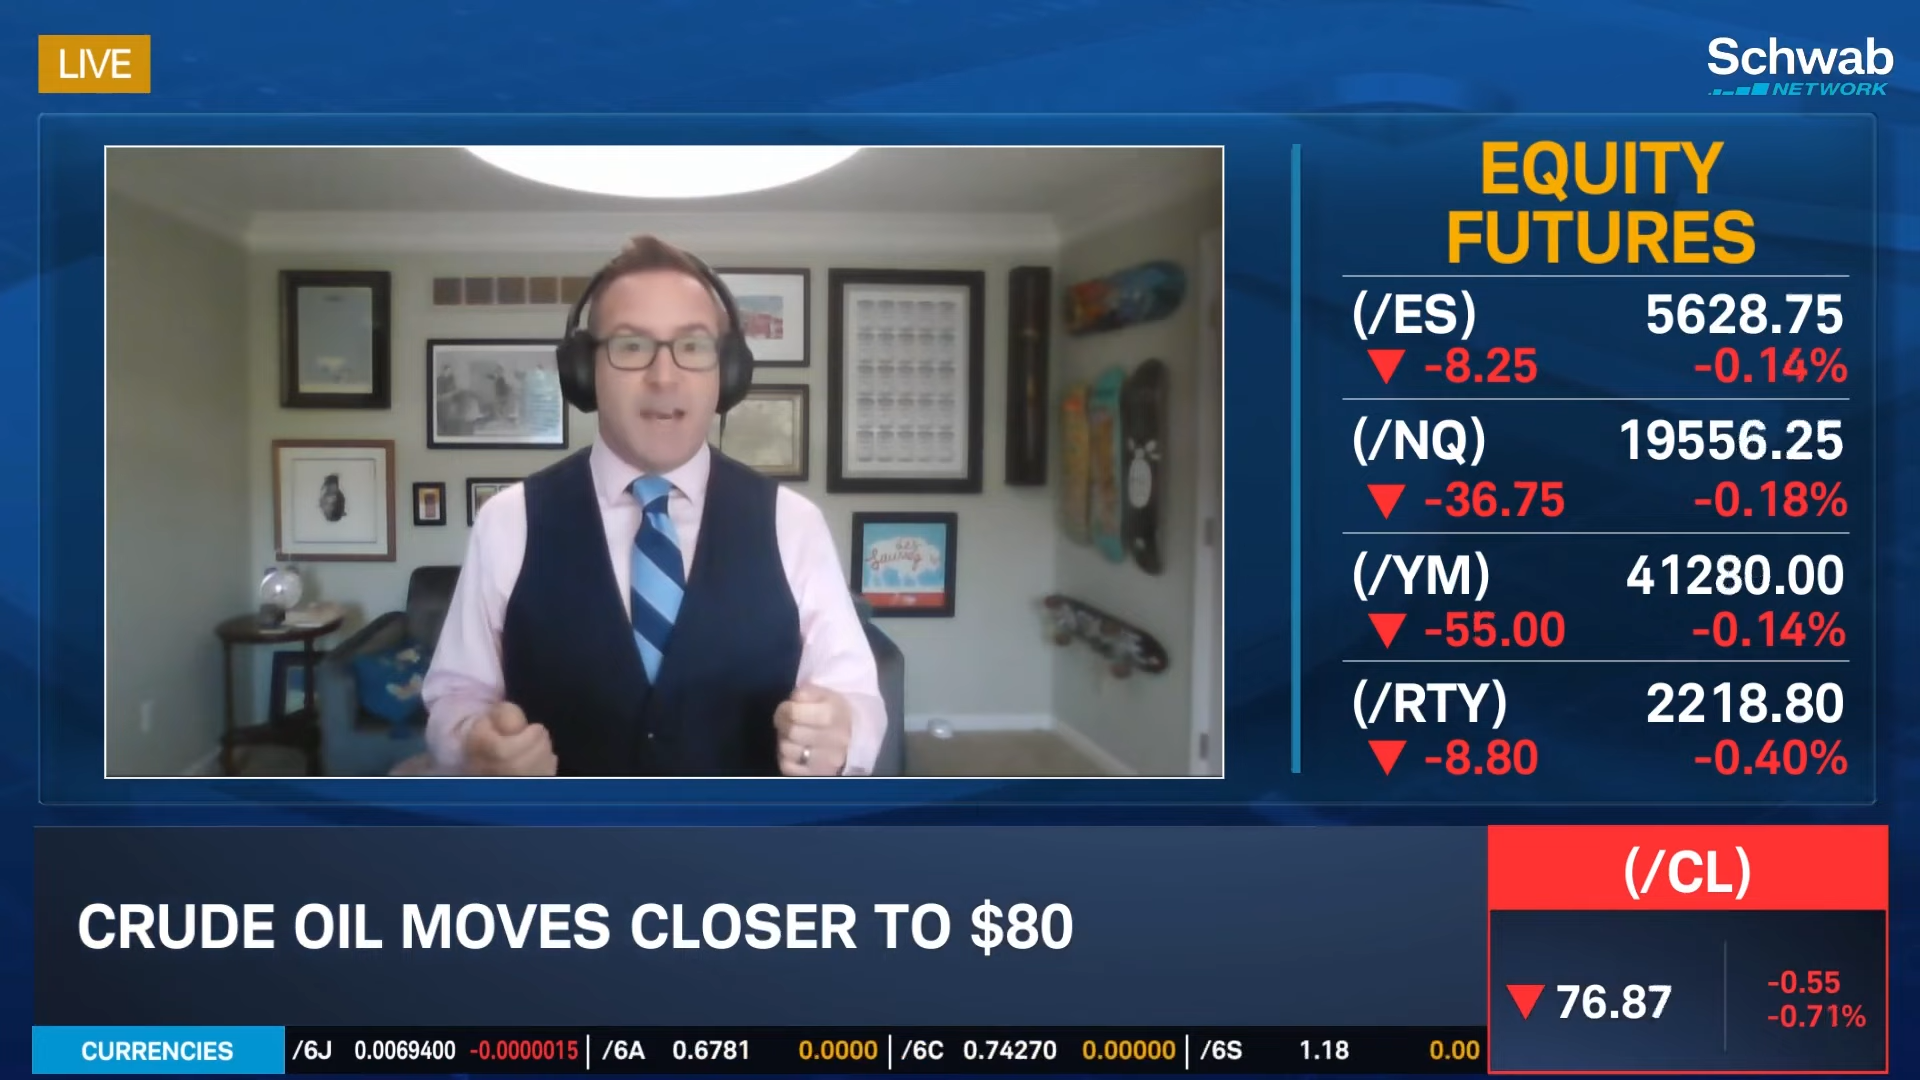 LIVE
Schwab
NETWORK
EQUITY
FUTURES
(/ES) 5628.75
▼ -8.25 -0.14%
(/NQ) 19556.25
▼ -36.75 -0.18%
(/YM) 41280.00
▼ -55.00 -0.14%
(/RTY) 2218.80
▼ -8.80 -0.40%
CRUDE OIL MOVES CLOSER TO $80
(/CL)
▼ 76.87
-0.55
-0.71%
CURRENCIES /6J 0.0069400 -0.0000015 | /6A 0.6781 0.0000 | /6C 0.74270 0.00000 | /6S 1.18 0.00